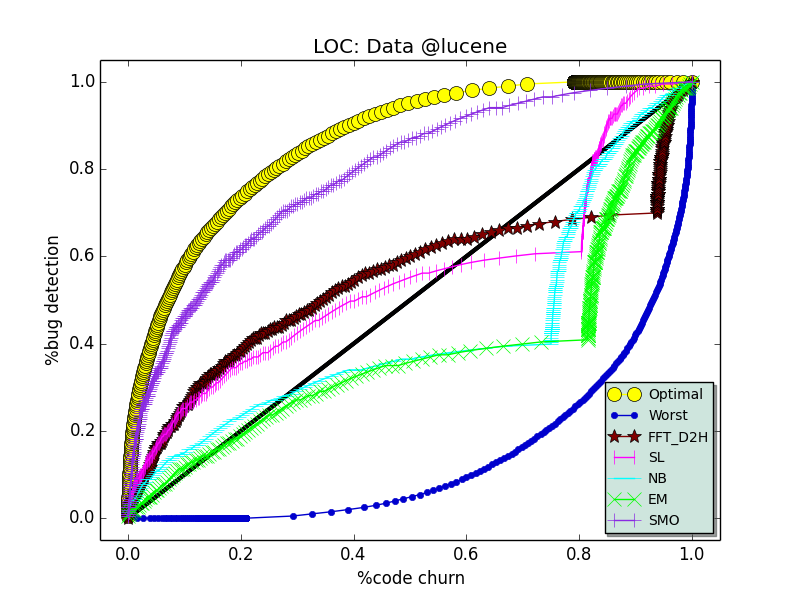 LOC: Data @lucene
1.0
0.8
0.6
0.4
0.2
0.0
%bug detection
0.0 0.2 0.4 0.6 0.8 1.0
%code churn
Optimal
Worst
FFT_D2H
SL
NB
EM
SMO